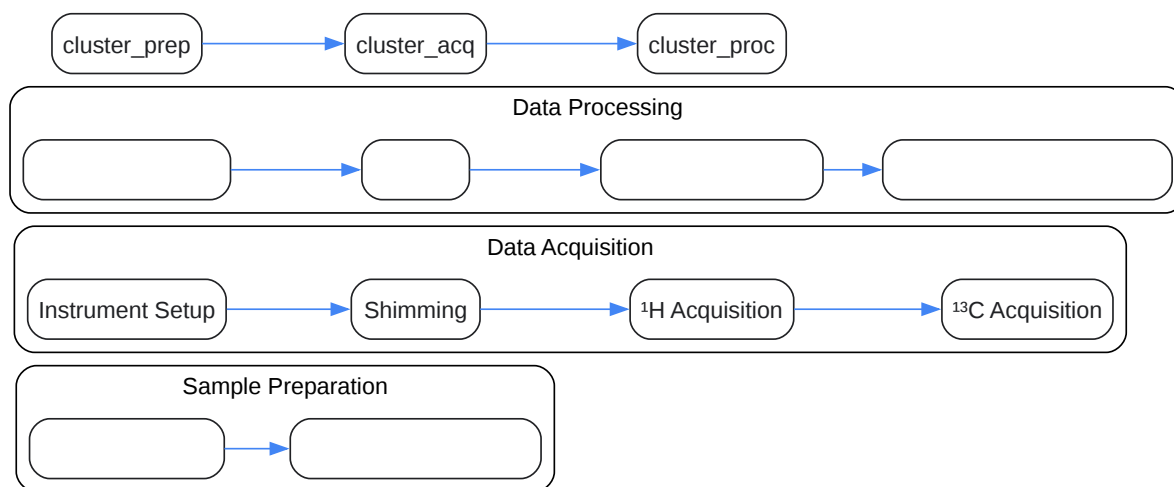 cluster_prep
cluster_acq
cluster_proc
Data Processing
Data Acquisition
Instrument Setup
Shimming
¹H Acquisition
¹³C Acquisition
Sample Preparation